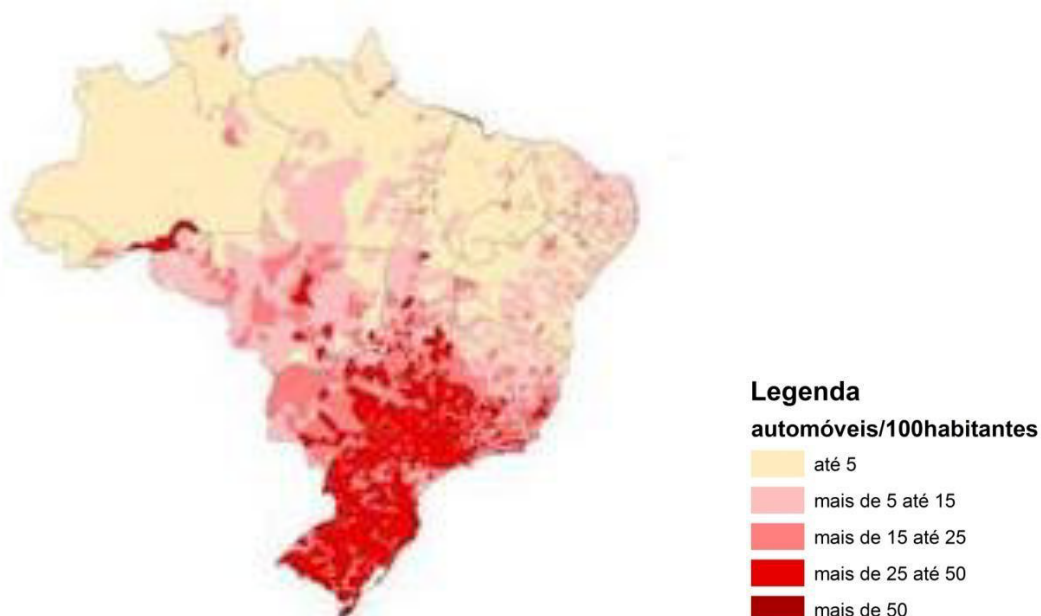 Legenda
automóveis/100habitantes
até 5
mais de 5 até 15
mais de 15 até 25
mais de 25 até 50
mais de 50